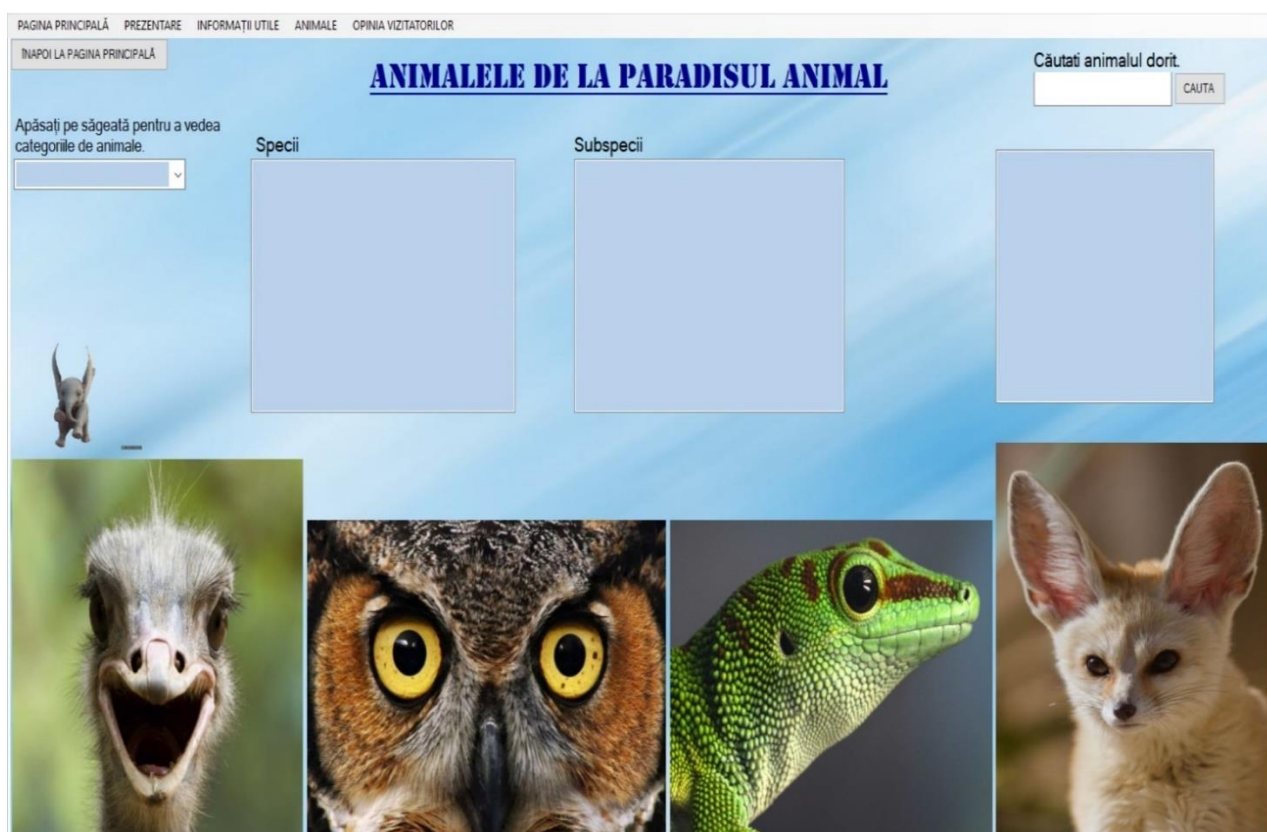 PAGINA PRINCIPALĂ PREZENTARE INFORMAȚII UTILE ANIMALE OPINIA VIZITATORILOR
ÎNAPOI LA PAGINA PRINCIPALĂ
ANIMALELE DE LA PARADISUL ANIMAL
Căutati animalul dorit.
CAUTA
Apăsați pe săgeată pentru a vedea
categoriile de animale.
Specii
Subspecii